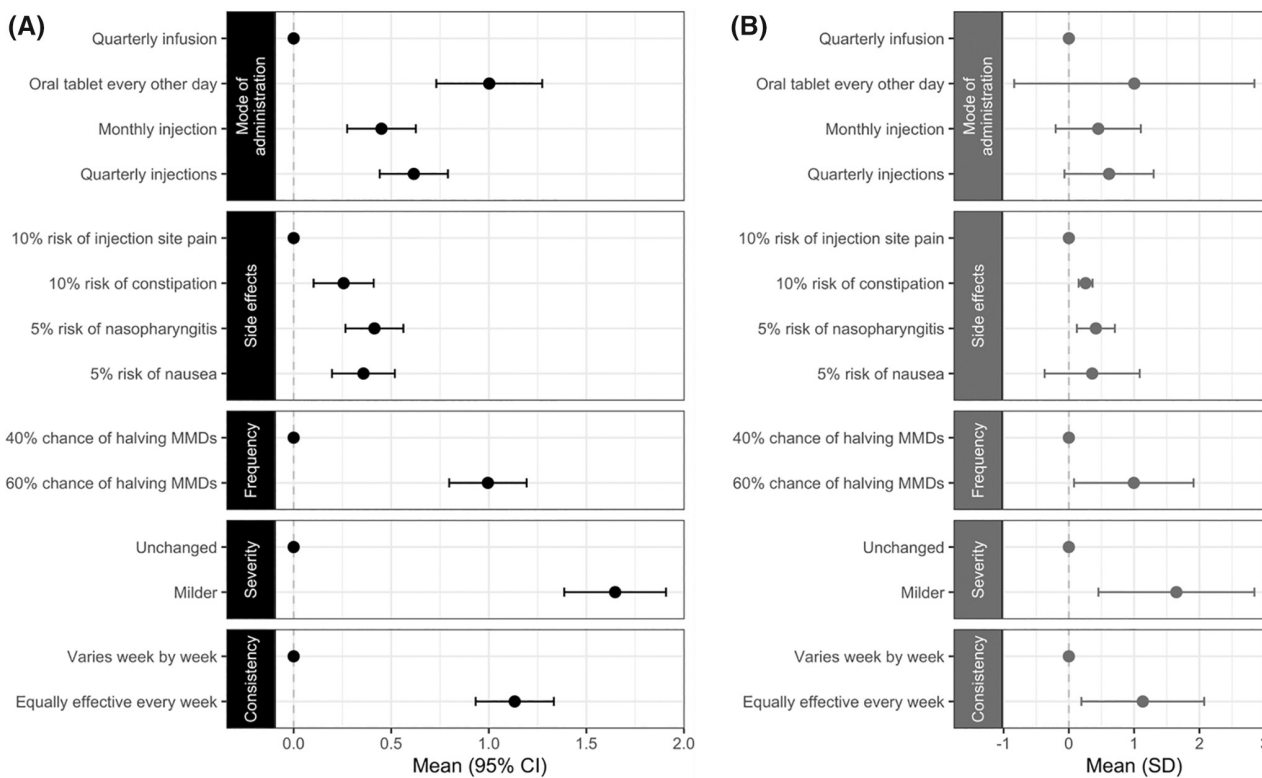 (A)
Quarterly infusion
Oral tablet every other day
Monthly injection
Quarterly injections
Mode of
administration
10% risk of injection site pain
10% risk of constipation
5% risk of nasopharyngitis
5% risk of nausea
Side effects
40% chance of halving MMDs
60% chance of halving MMDs
Frequency
Unchanged
Milder
Severity
Varies week by week
Equally effective every week
Consistency
0.0 0.5 1.0 1.5 2.0
Mean (95% CI)
(B)
Quarterly infusion
Oral tablet every other day
Monthly injection
Quarterly injections
Mode of
administration
10% risk of injection site pain
10% risk of constipation
5% risk of nasopharyngitis
5% risk of nausea
Side effects
40% chance of halving MMDs
60% chance of halving MMDs
Frequency
Unchanged
Milder
Severity
Varies week by week
Equally effective every week
Consistency
-1 0 1 2
Mean (SD)